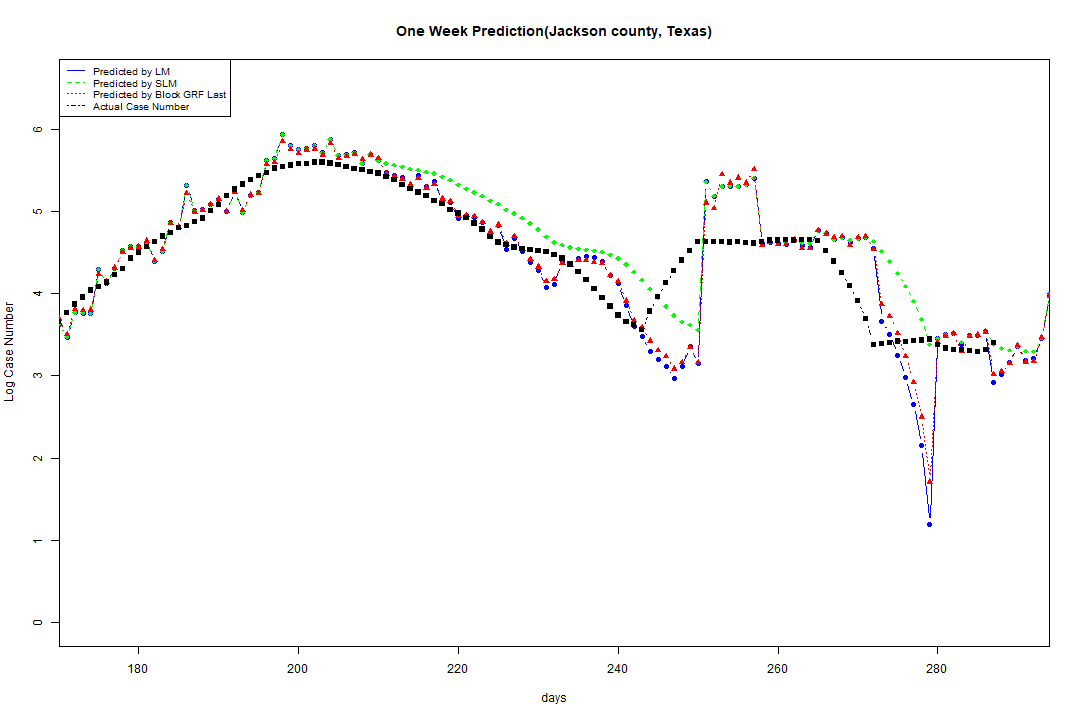 One Week Prediction(Jackson county, Texas)
Predicted by LM
Predicted by SLM
Predicted by Block GRF Last
Actual Case Number
Log Case Number
6
5
4
3
2
1
0
180 200 220 240 260 280
days